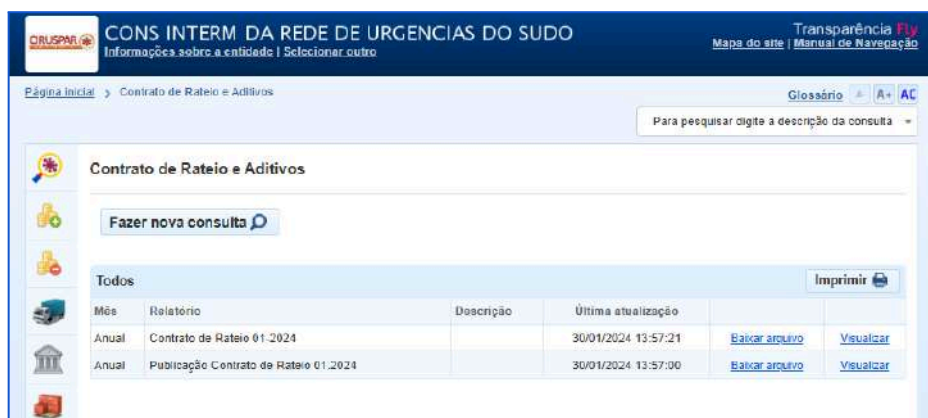 CIRUSPAR
CONS INTERM DA REDE DE URGENCIAS DO SUDO
Informações sobre a entidade | Selecionar outro
Transparência Fly
Mapa do site | Manual de Navegação
Página inicial > Contrato de Rateio e Aditivos
Glossário A A+ AC
Para pesquisar digite a descrição da consulta
Contrato de Rateio e Aditivos
Fazer nova consulta
Todos Imprimir
Mês Relatório Descrição Última atualização
Anual Contrato de Rateio 01-2024 30/01/2024 13:57:21 Baixar arquivo Visualizar
Anual Publicação Contrato de Rateio 01.2024 30/01/2024 13:57:00 Baixar arquivo Visualizar